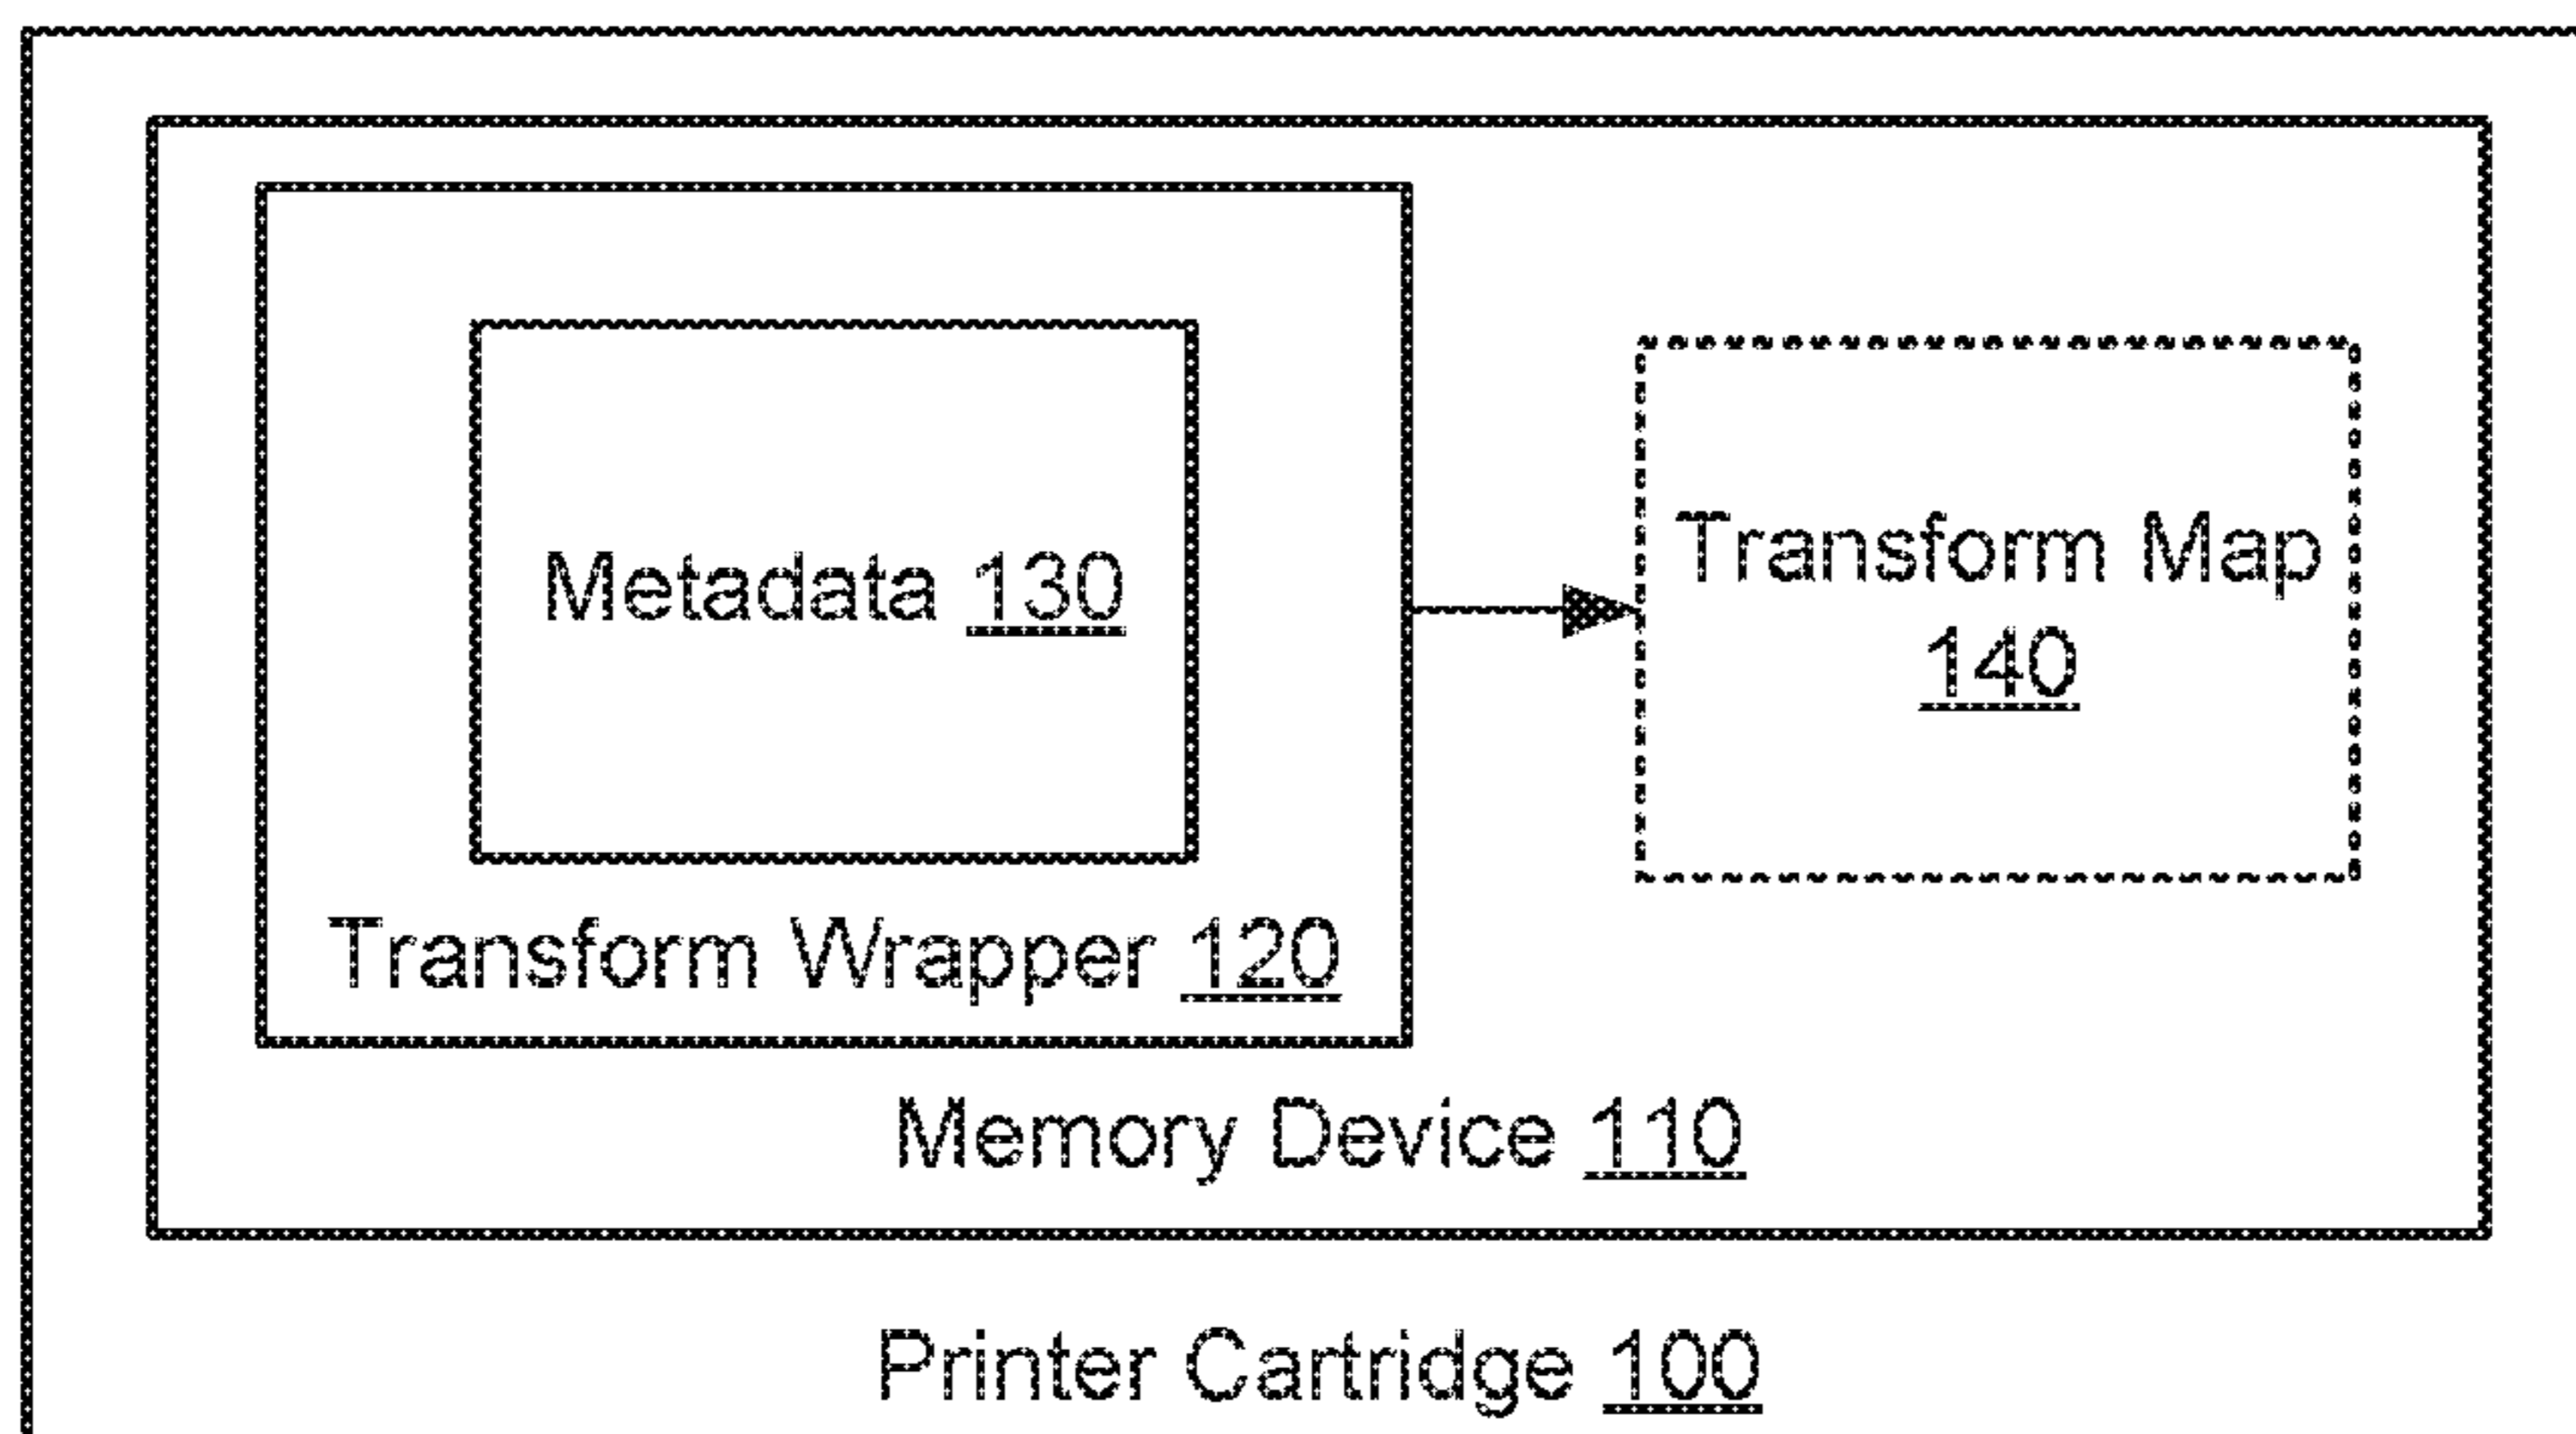 Metadata 130
Transform Map
140
Transform Wrapper 120
Memory Device 110
Printer Cartridge 100